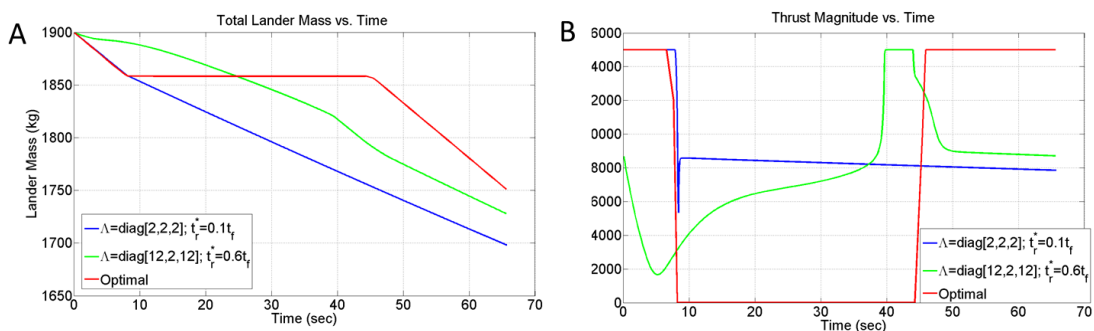 A
Total Lander Mass vs. Time
1900
1850
1800
1750
1700
1650
Lander Mass (kg)
Λ=diag[2,2,2]; t*r=0.1tf
Λ=diag[12,2,12]; t*r=0.6tf
Optimal
0
10
20
30
40
50
60
70
Time (sec)
B
Thrust Magnitude vs. Time
6000
4000
2000
0000
8000
6000
4000
2000
0
Λ=diag[2,2,2]; t*r=0.1tf
Λ=diag[12,2,12]; t*r=0.6tf
Optimal
0
10
20
30
40
50
60
70
Time (sec)